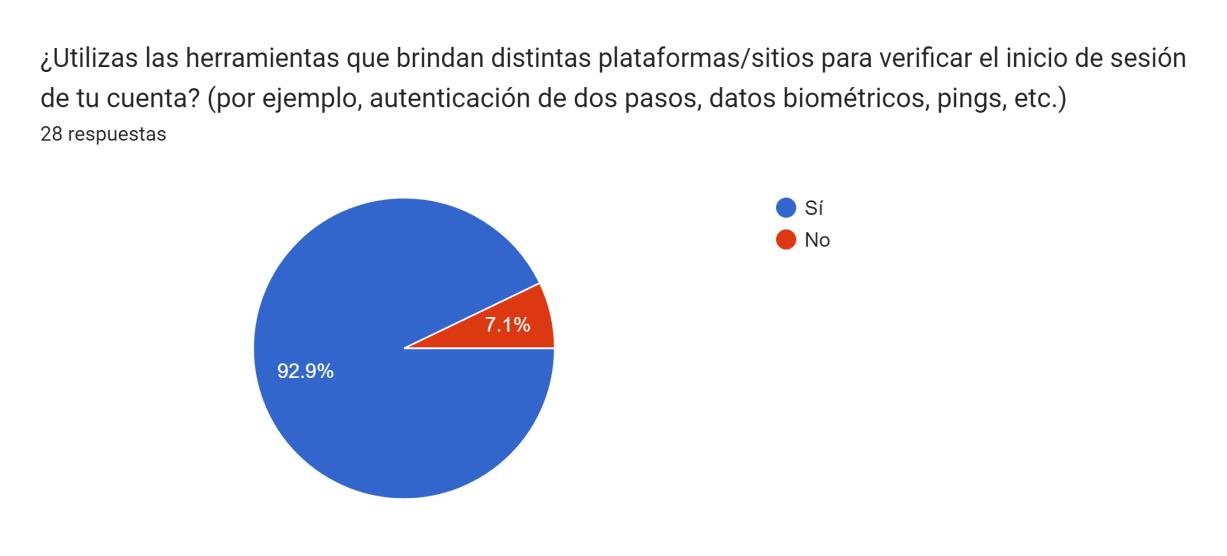 ¿Utilizas las herramientas que brindan distintas plataformas/sitios para verificar el inicio de sesión
de tu cuenta? (por ejemplo, autenticación de dos pasos, datos biométricos, pings, etc.)
28 respuestas
Sí
No
7.1%
92.9%